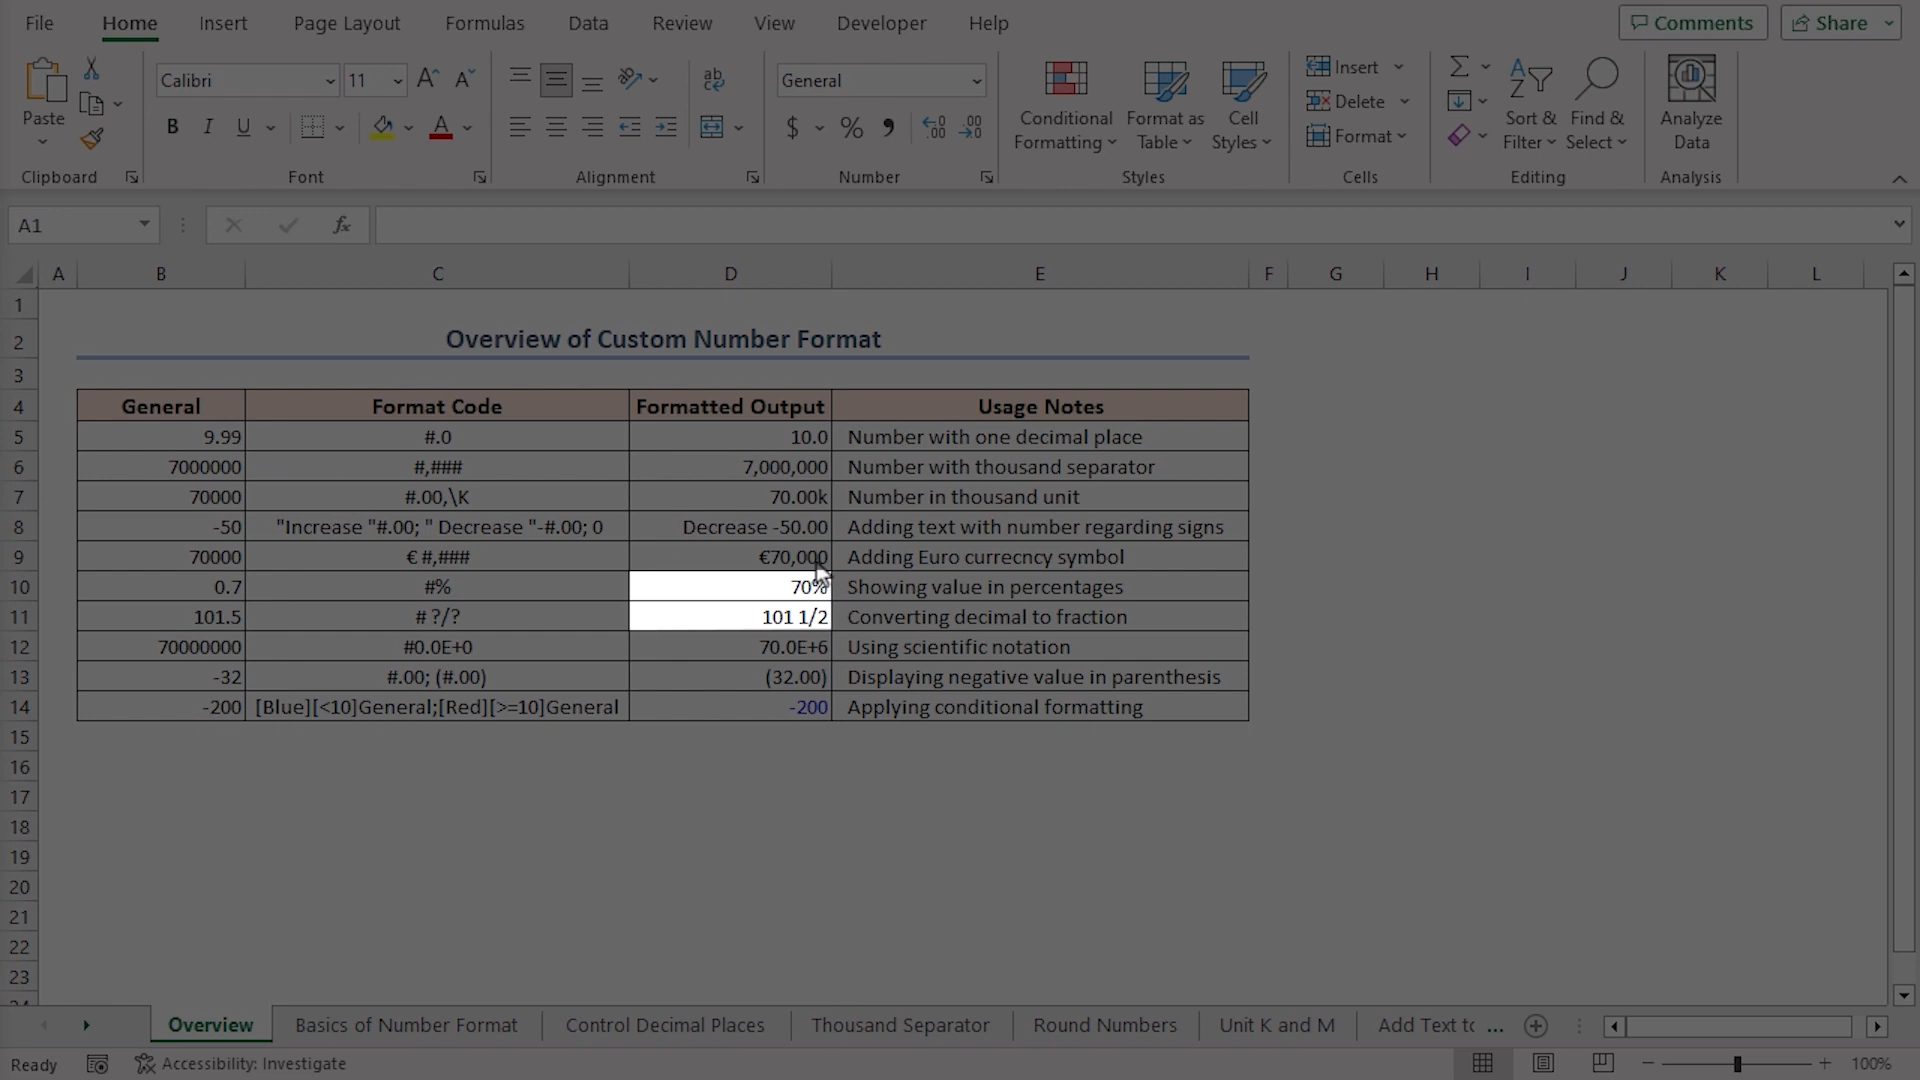 File Home Insert Page Layout Formulas Data Review View Developer Help Comments Share
Calibri 11 General Insert
Paste Conditional Formatting Format as Table Cell Styles Delete Sort & Filter Find & Select Analyze Data
B I U A $ % Format
Clipboard Font Alignment Number Styles Cells Editing Analysis
A1 fx
A B C D E F G H I J K L
1
2 Overview of Custom Number Format
3
4 General Format Code Formatted Output Usage Notes
5 9.99 #.0 10.0 Number with one decimal place
6 7000000 #,### 7,000,000 Number with thousand separator
7 70000 #.00,\K 70.00k Number in thousand unit
8 -50 "Increase "#.00; " Decrease "-#.00; 0 Decrease -50.00 Adding text with number regarding signs
9 70000 € #,### €70,000 Adding Euro currecncy symbol
10 0.7 #% 70% Showing value in percentages
11 101.5 # ?/? 101 1/2 Converting decimal to fraction
12 70000000 #0.0E+0 70.0E+6 Using scientific notation
13 -32 #.00; (#.00) (32.00) Displaying negative value in parenthesis
14 -200 [Blue][<10]General;[Red][>=10]General -200 Applying conditional formatting
15
16
17
18
19
20
21
22
23
Overview Basics of Number Format Control Decimal Places Thousand Separator Round Numbers Unit K and M Add Text to ...
Ready Accessibility: Investigate 100%